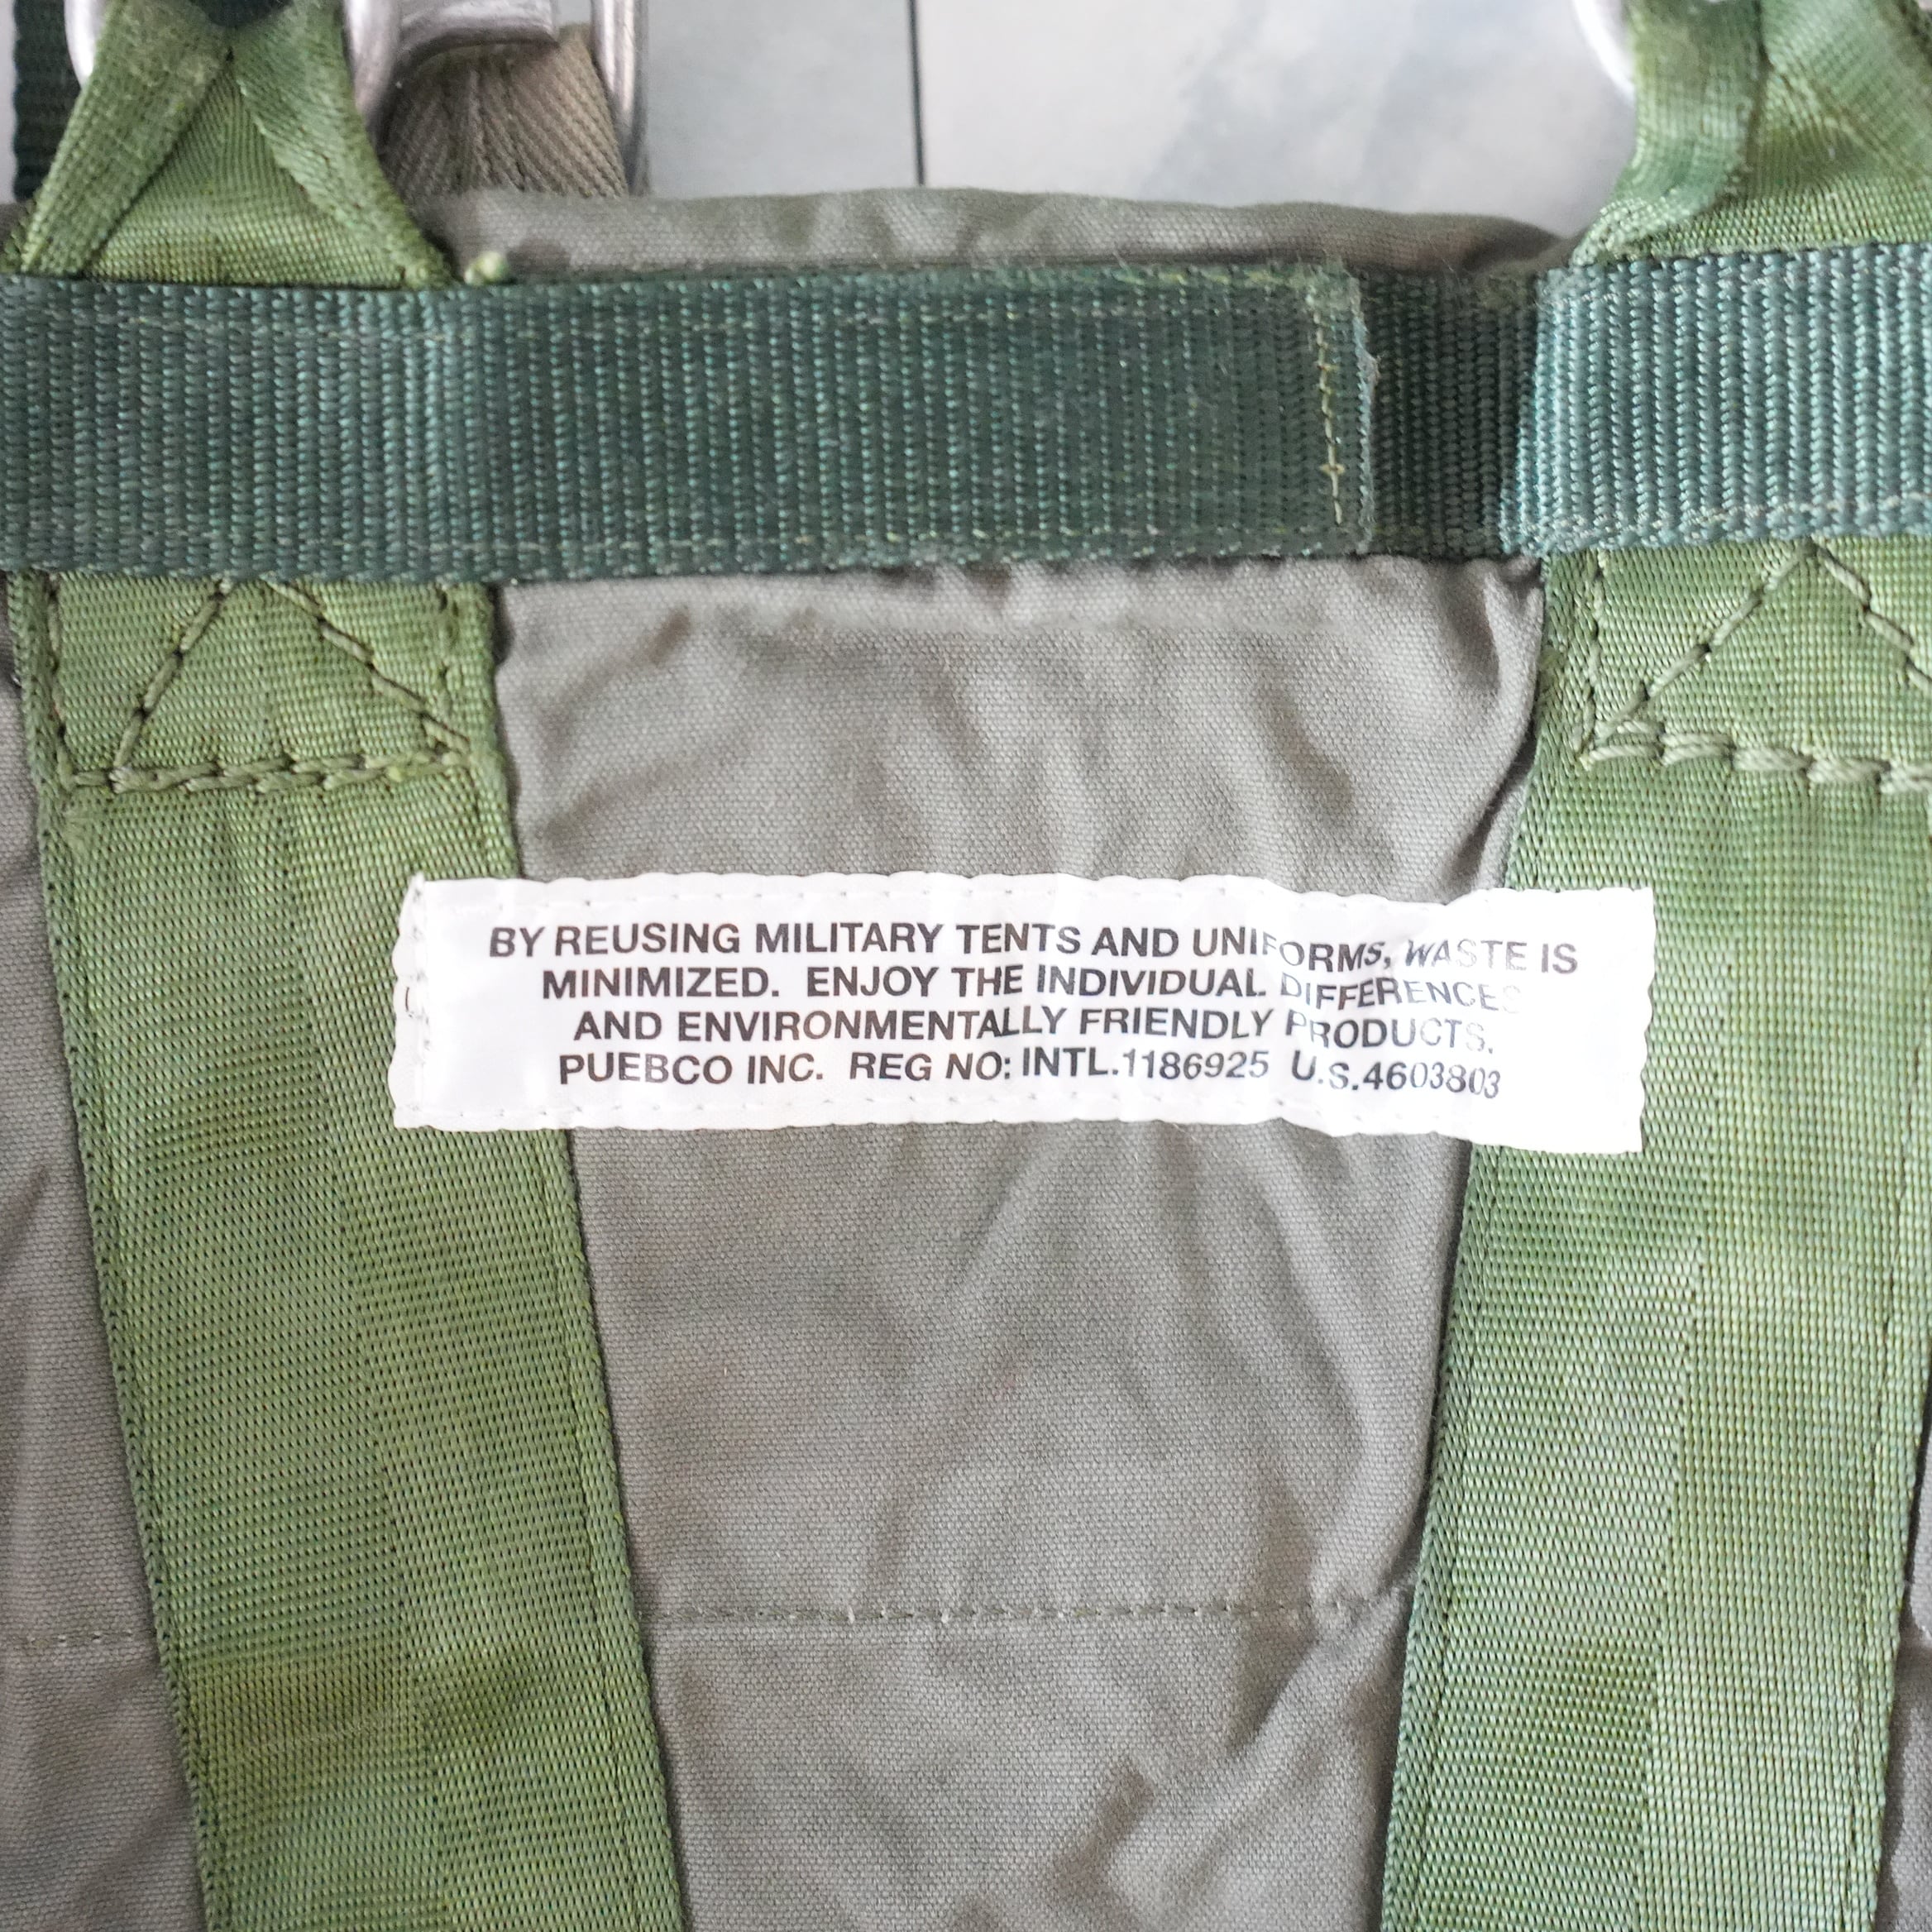 BY REUSING MILITARY TENTS AND UNIFORMS, WASTE IS
MINIMIZED. ENJOY THE INDIVIDUAL DIFFERENCES
AND ENVIRONMENTALLY FRIENDLY PRODUCTS.
PUEBCO INC. REG NO: INTL.1186925 U.S.4603803